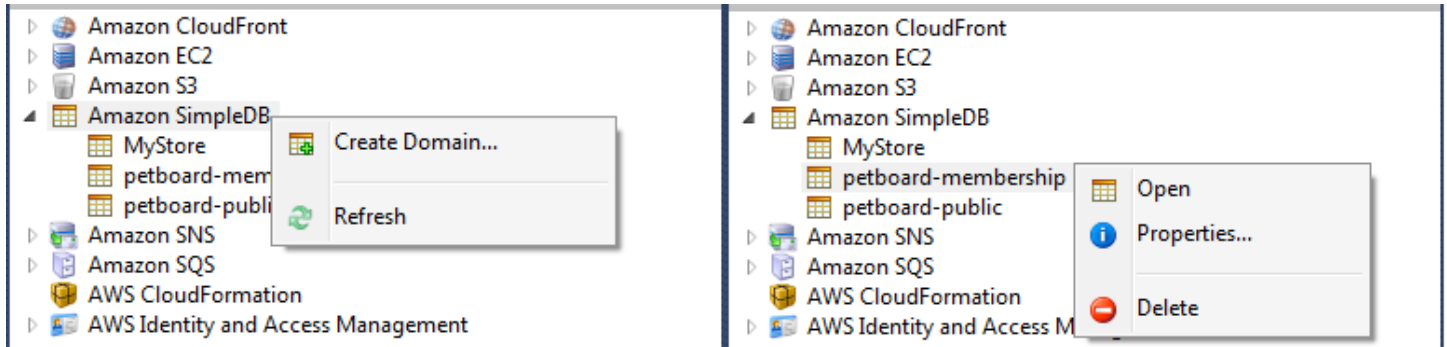 Amazon CloudFront
Amazon EC2
Amazon S3
Amazon SimpleDB
MyStore
petboard-mem
petboard-publi
Amazon SNS
Amazon SQS
AWS CloudFormation
AWS Identity and Access Management
Create Domain...
Refresh
Amazon CloudFront
Amazon EC2
Amazon S3
Amazon SimpleDB
MyStore
petboard-membership
petboard-public
Amazon SNS
Amazon SQS
AWS CloudFormation
AWS Identity and Access M
Open
Properties...
Delete